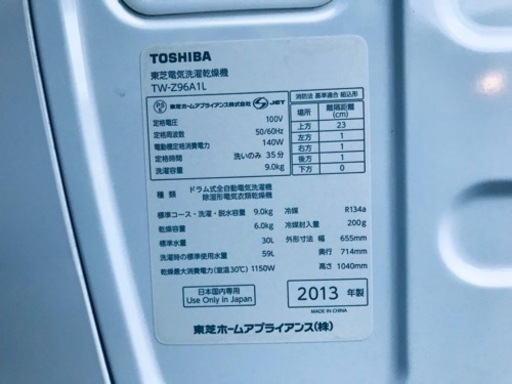 TOSHIBA
東芝電気洗濯乾燥機
TW-Z96A1L
PS E 東芝ホームアプライアンス株式会社 JET
定格電圧 100V
定格周波数 50/60Hz
電動機定格消費電力 140W
定格時間 洗いのみ 35分
洗濯容量 9.0kg
消防法 基準適合 組込形
場所 離隔距離(cm)
上方 23
左方 1
右方 1
後方 1
下方 0
種類 ドラム式全自動電気洗濯機
除湿形電気衣類乾燥機
標準コース・洗濯・脱水容量 9.0kg 冷媒 R134a
乾燥容量 6.0kg 冷媒封入量 200g
標準水量 30L 外形寸法 幅 655mm
洗濯時の標準使用水量 59L 奥行 714mm
乾燥最大消費電力(室温30℃) 1150W 高さ 1040mm
日本国内専用
Use Only in Japan
2013 年製
MADE IN CHINA
東芝ホームアプライアンス(株)